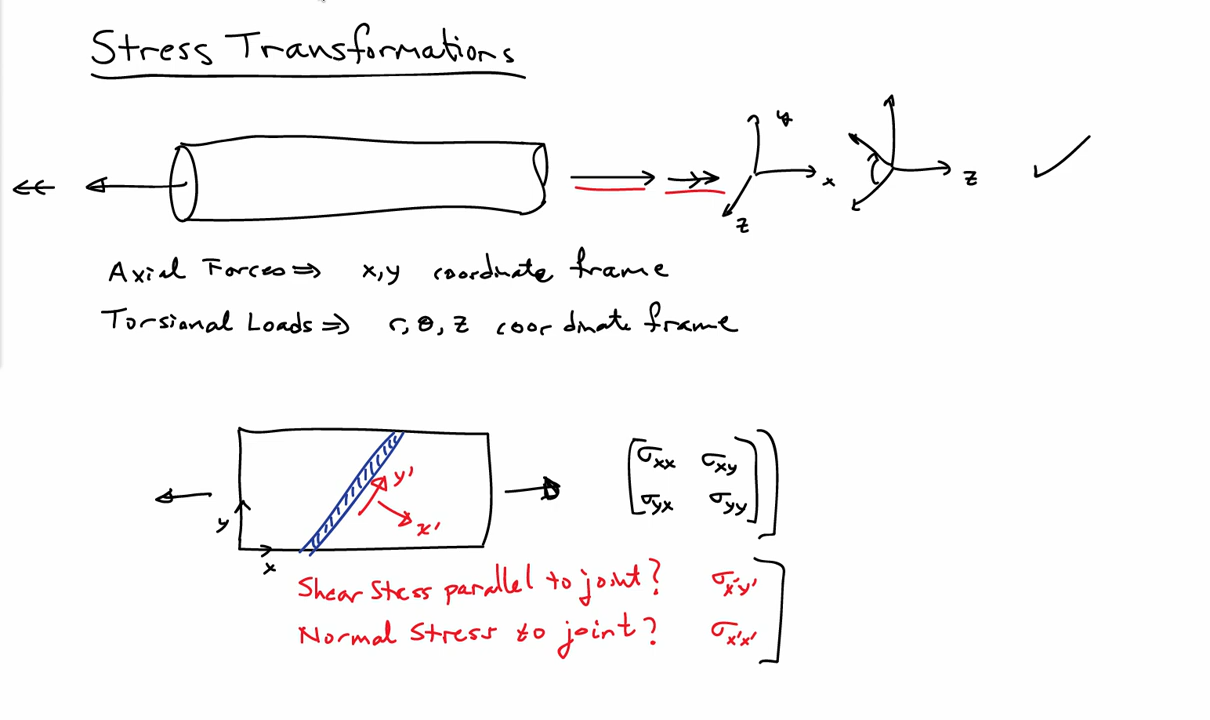 Stress Transformations
y
x
z
z
Axial Forces ⇒ x,y coordinate frame
Torsional Loads ⇒ r, θ, z coordinate frame
y'
x'
y
x
σxx σxy
σyx σyy
Shear Stess parallel to joint? σx'y'
Normal Stress to joint? σx'x'